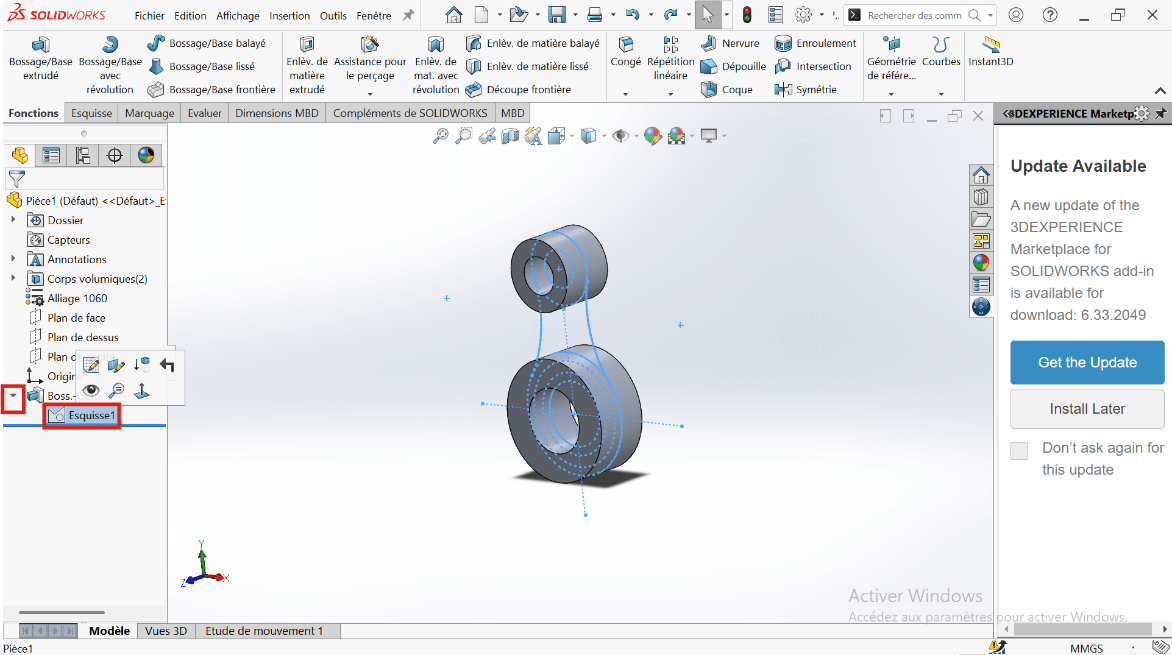 SOLIDWORKS
Fichier Edition Affichage Insertion Outils Fenêtre
Rechercher des comm
Bossage/Base extrudé
Bossage/Base avec révolution
Bossage/Base balayé
Bossage/Base lissé
Bossage/Base frontière
Enlèv. de matière extrudé
Assistance pour le perçage
Enlèv. de mat. avec révolution
Enlèv. de matière balayé
Enlèv. de matière lissé
Découpe frontière
Congé
Répétition linéaire
Nervure
Dépouille
Coque
Enroulement
Intersection
Symétrie
Géométrie de référe...
Courbes
Instant3D
Fonctions Esquisse Marquage Evaluer Dimensions MBD Compléments de SOLIDWORKS MBD
3DEXPERIENCE Marketp
Pièce1 (Défaut) <<Défaut>_E
Dossier
Capteurs
Annotations
Corps volumiques(2)
Alliage 1060
Plan de face
Plan de dessus
Plan d
Origin
Boss.-
Esquisse1
Y
X
Z
Update Available
A new update of the
3DEXPERIENCE
Marketplace for
SOLIDWORKS add-in
is available for
download: 6.33.2049
Get the Update
Install Later
Don't ask again for
this update
Activer Windows
Accédez aux paramètres pour activer Windows.
Modèle Vues 3D Etude de mouvement 1
Pièce1
MMGS